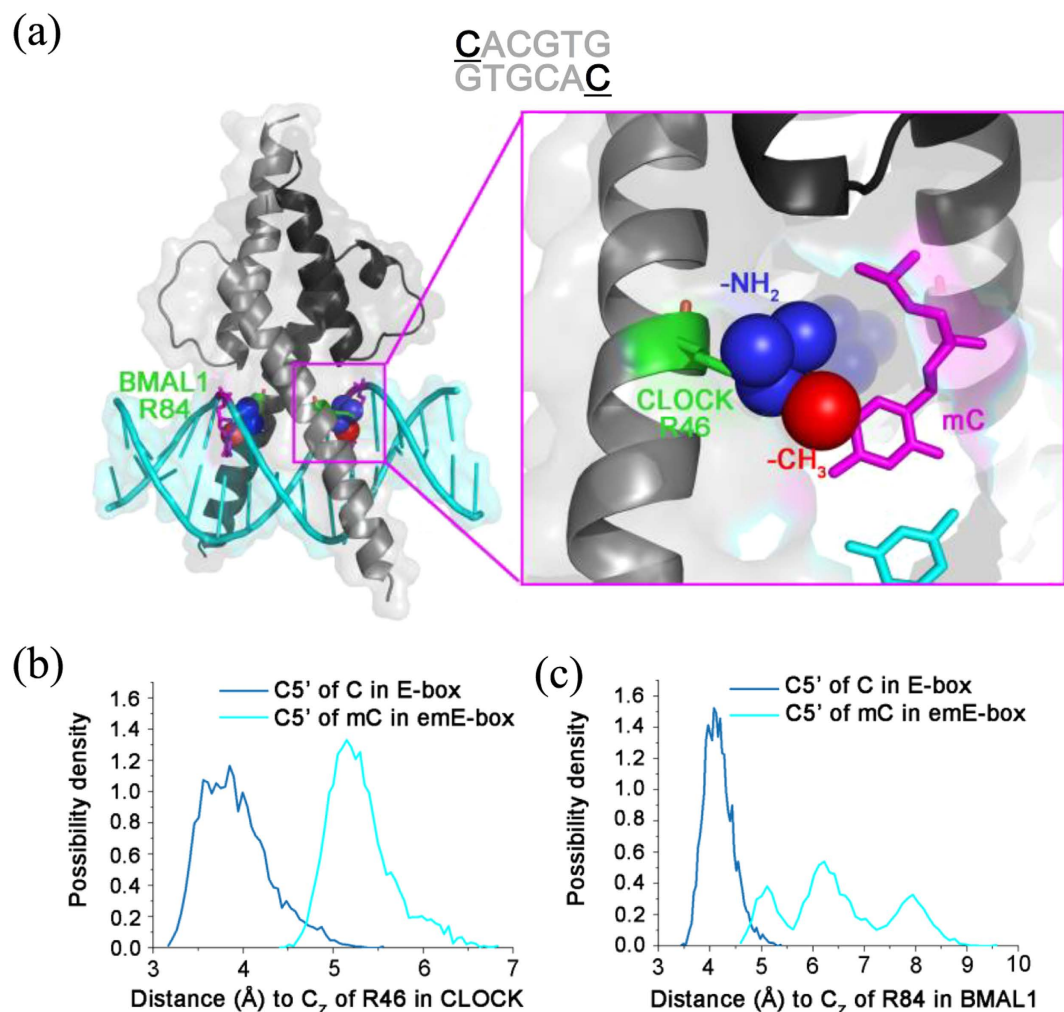 (a)
CACGTG
GTGCAC
BMAL1
R84
-NH2
CLOCK
R46
mC
-CH3
(b)
C5' of C in E-box
C5' of mC in emE-box
Possibility density
1.6
1.4
1.2
1.0
0.8
0.6
0.4
0.2
0.0
3 4 5 6 7
Distance (Å) to Cz of R46 in CLOCK
(c)
C5' of C in E-box
C5' of mC in emE-box
Possibility density
1.6
1.4
1.2
1.0
0.8
0.6
0.4
0.2
0.0
3 4 5 6 7 8 9 10
Distance (Å) to Cz of R84 in BMAL1